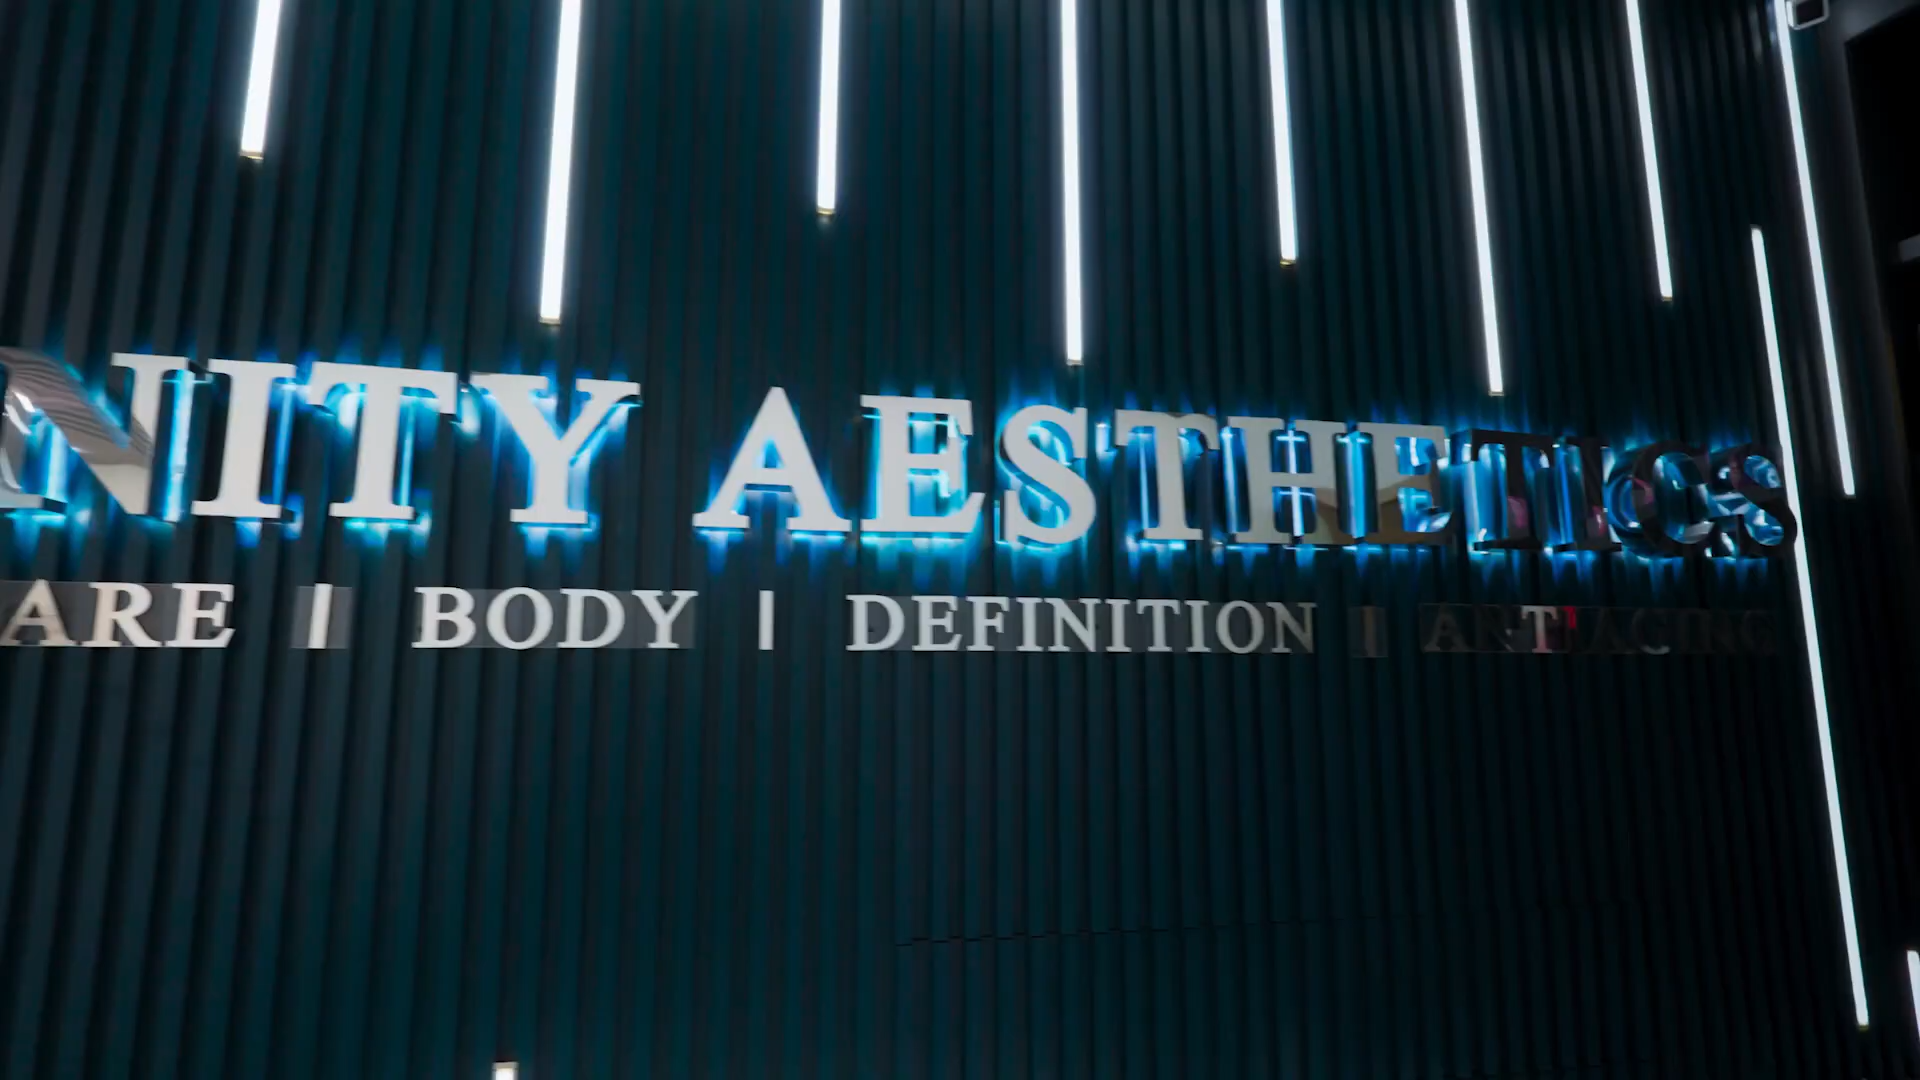 NITY AESTHETICS
ARE | BODY | DEFINITION |